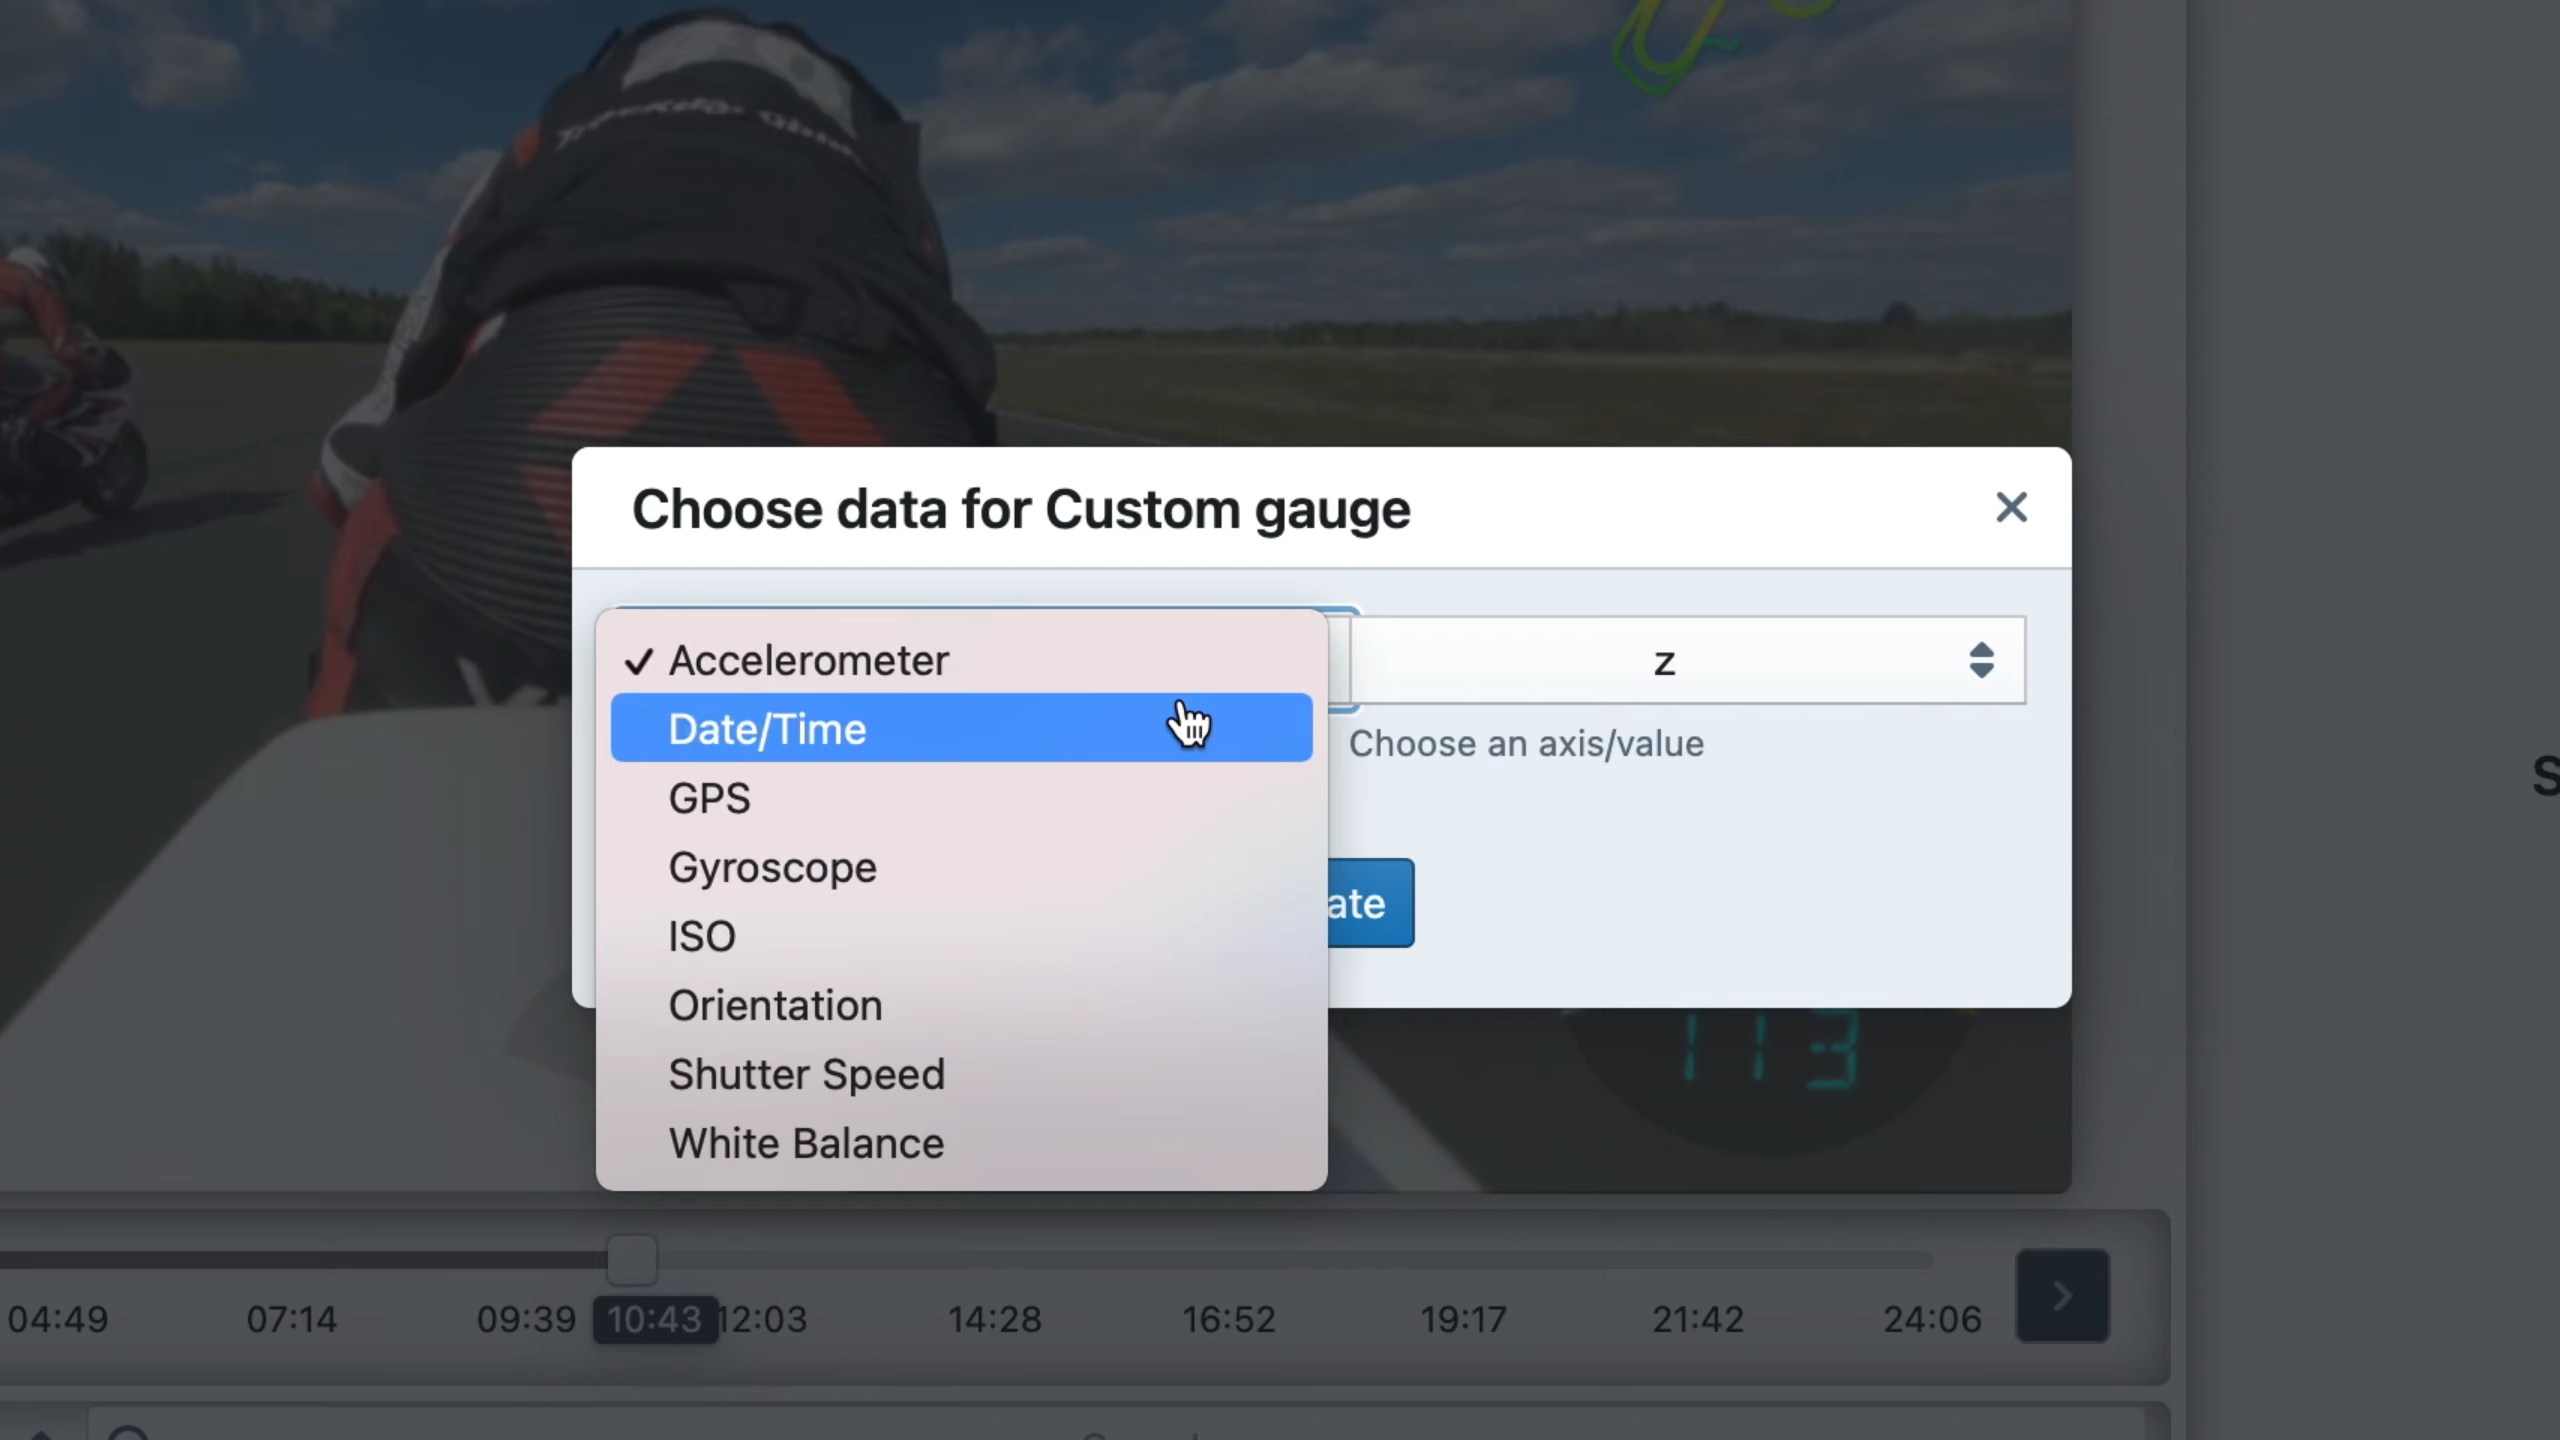 Choose data for Custom gauge
✓ Accelerometer
z
Date/Time
Choose an axis/value
GPS
Gyroscope
ate
ISO
Orientation
113
Shutter Speed
White Balance
04:49 07:14 09:39 10:43 12:03 14:28 16:52 19:17 21:42 24:06